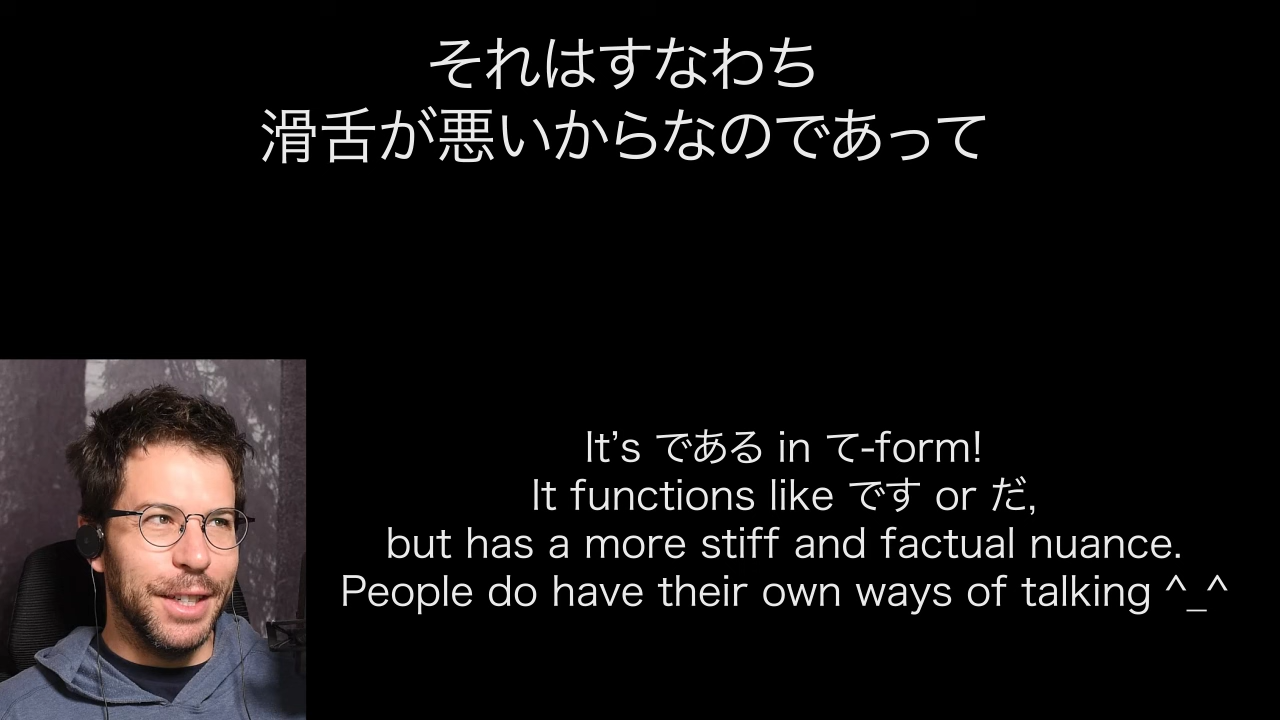 それはすなわち
滑舌が悪いからなのであって
It’s である in て-form!
It functions like です or だ,
but has a more stiff and factual nuance.
People do have their own ways of talking ^_^